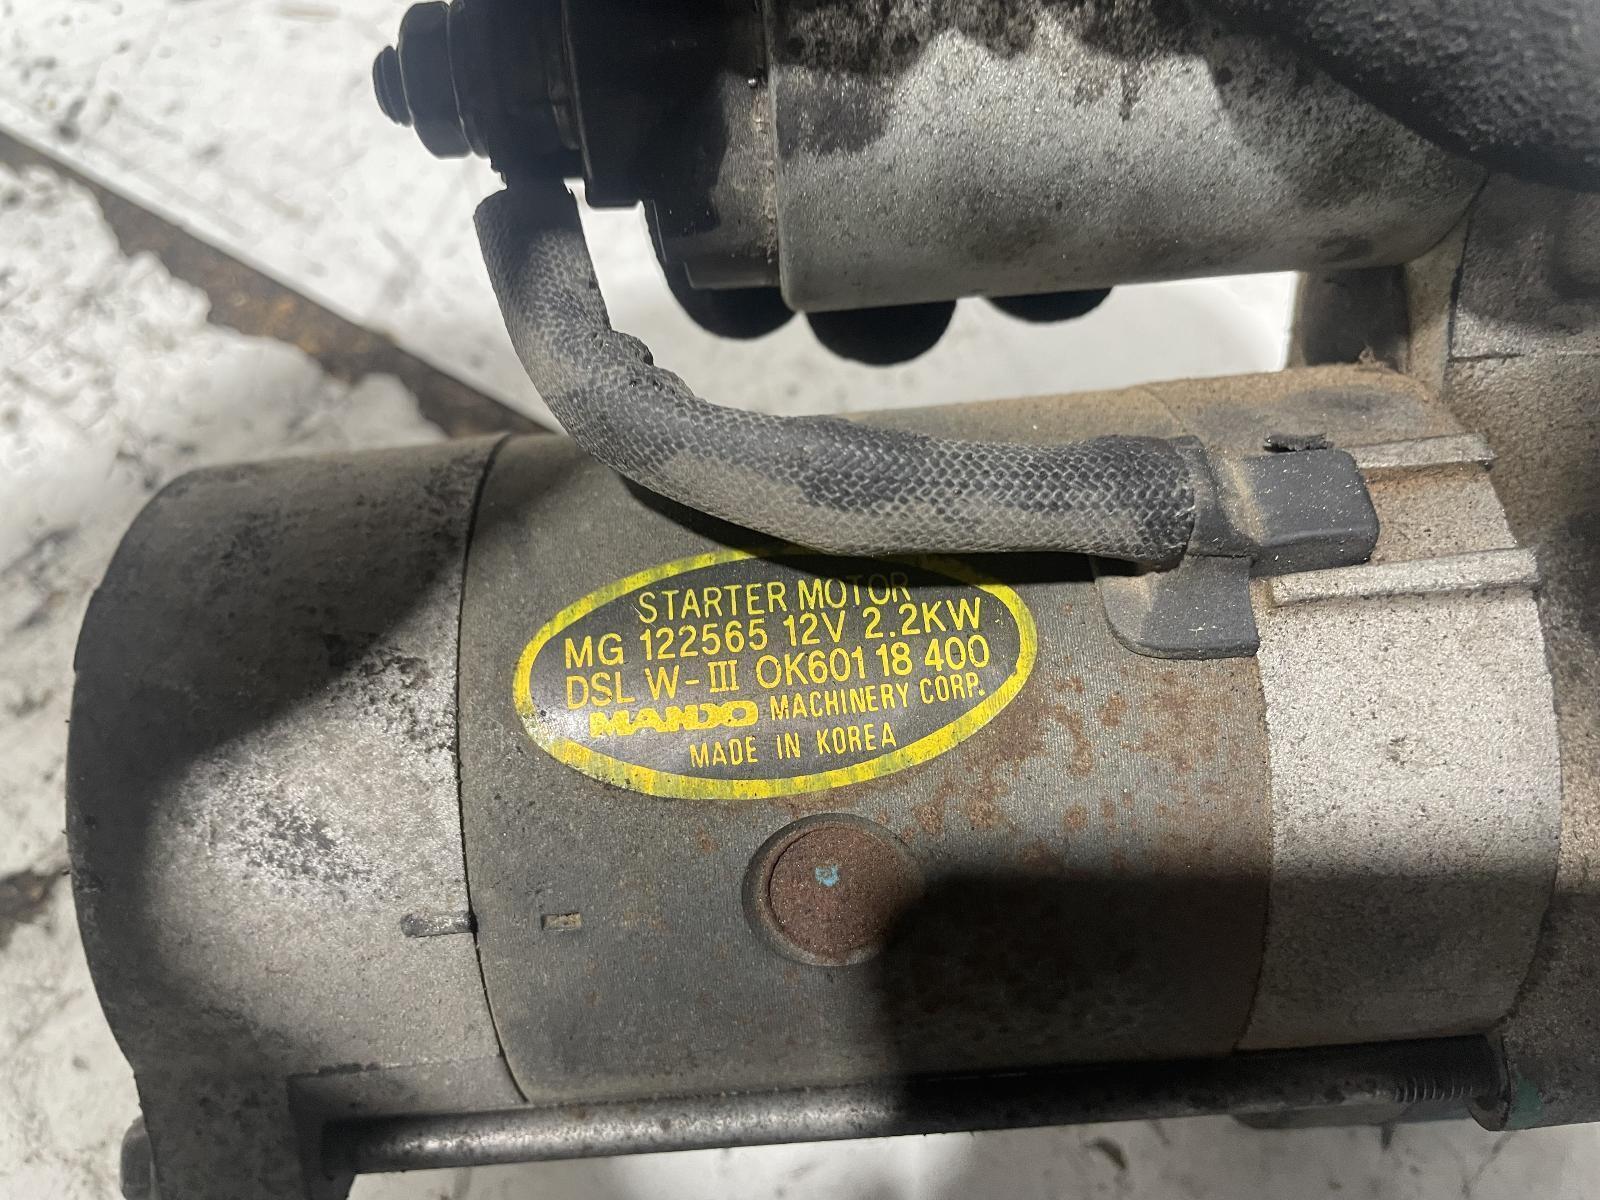 STARTER MOTOR
MG 122565 12V 2.2KW
DSL W-III OK601 18 400
MANDO MACHINERY CORP.
MADE IN KOREA